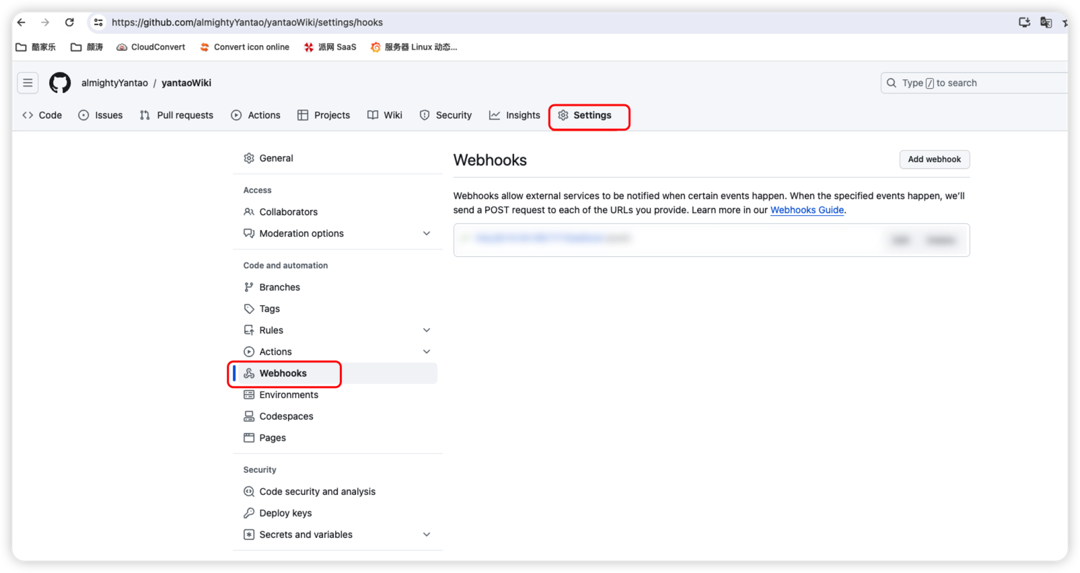 https://github.com/almightyYantao/yantaoWiki/settings/hooks
酷家乐 颜涛 CloudConvert Convert icon online 派网 SaaS 服务器 Linux 动态...
almightyYantao / yantaoWiki
Type / to search
Code Issues Pull requests Actions Projects Wiki Security Insights Settings
General
Access
Collaborators
Moderation options
Code and automation
Branches
Tags
Rules
Actions
Webhooks
Environments
Codespaces
Pages
Security
Code security and analysis
Deploy keys
Secrets and variables
Webhooks
Add webhook
Webhooks allow external services to be notified when certain events happen. When the specified events happen, we'll
send a POST request to each of the URLs you provide. Learn more in our Webhooks Guide.